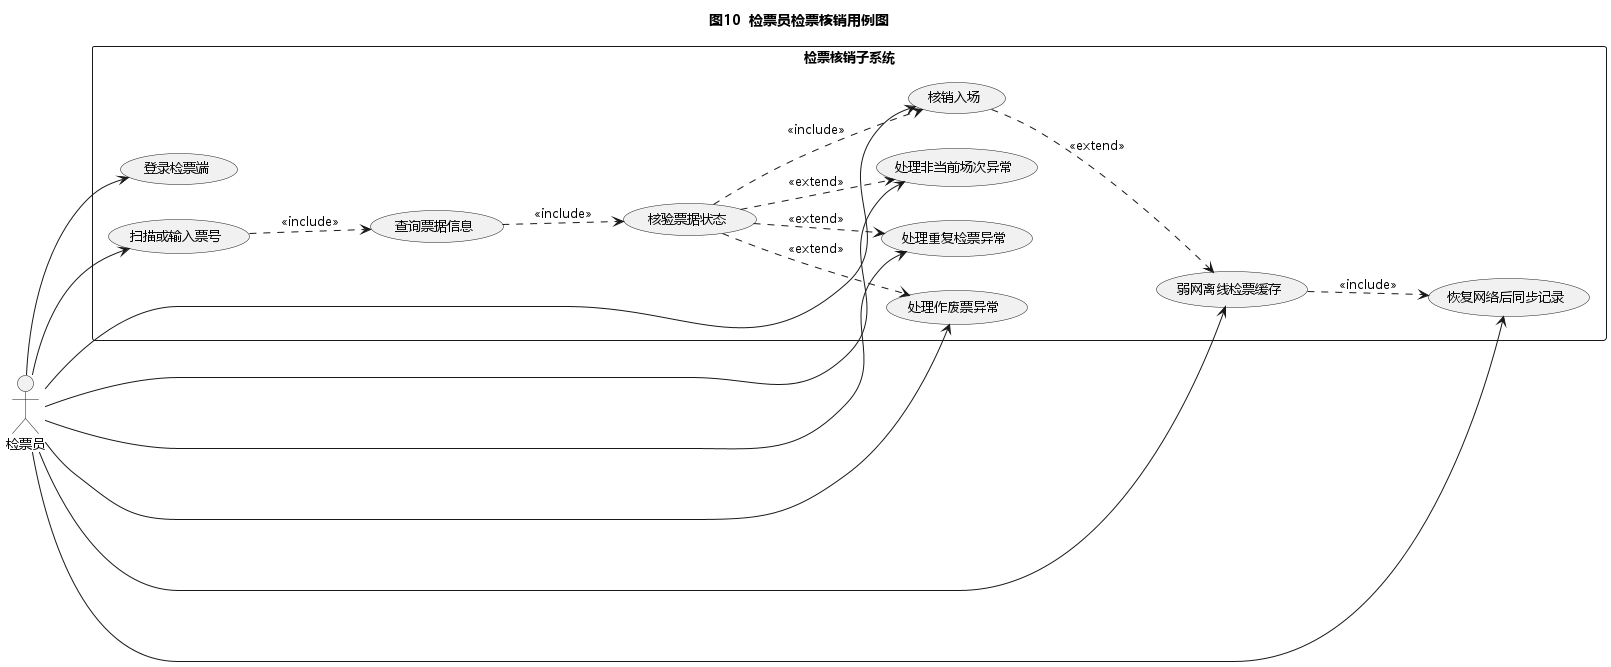 图10 检票员检票核销用例图
检票核销子系统
核销入场
«include»
«extend»
登录检票端
处理非当前场次异常
«extend»
扫描或输入票号
«include»
查询票据信息
«include»
核验票据状态
«extend»
处理重复检票异常
«extend»
处理作废票异常
弱网离线检票缓存
«include»
恢复网络后同步记录
检票员